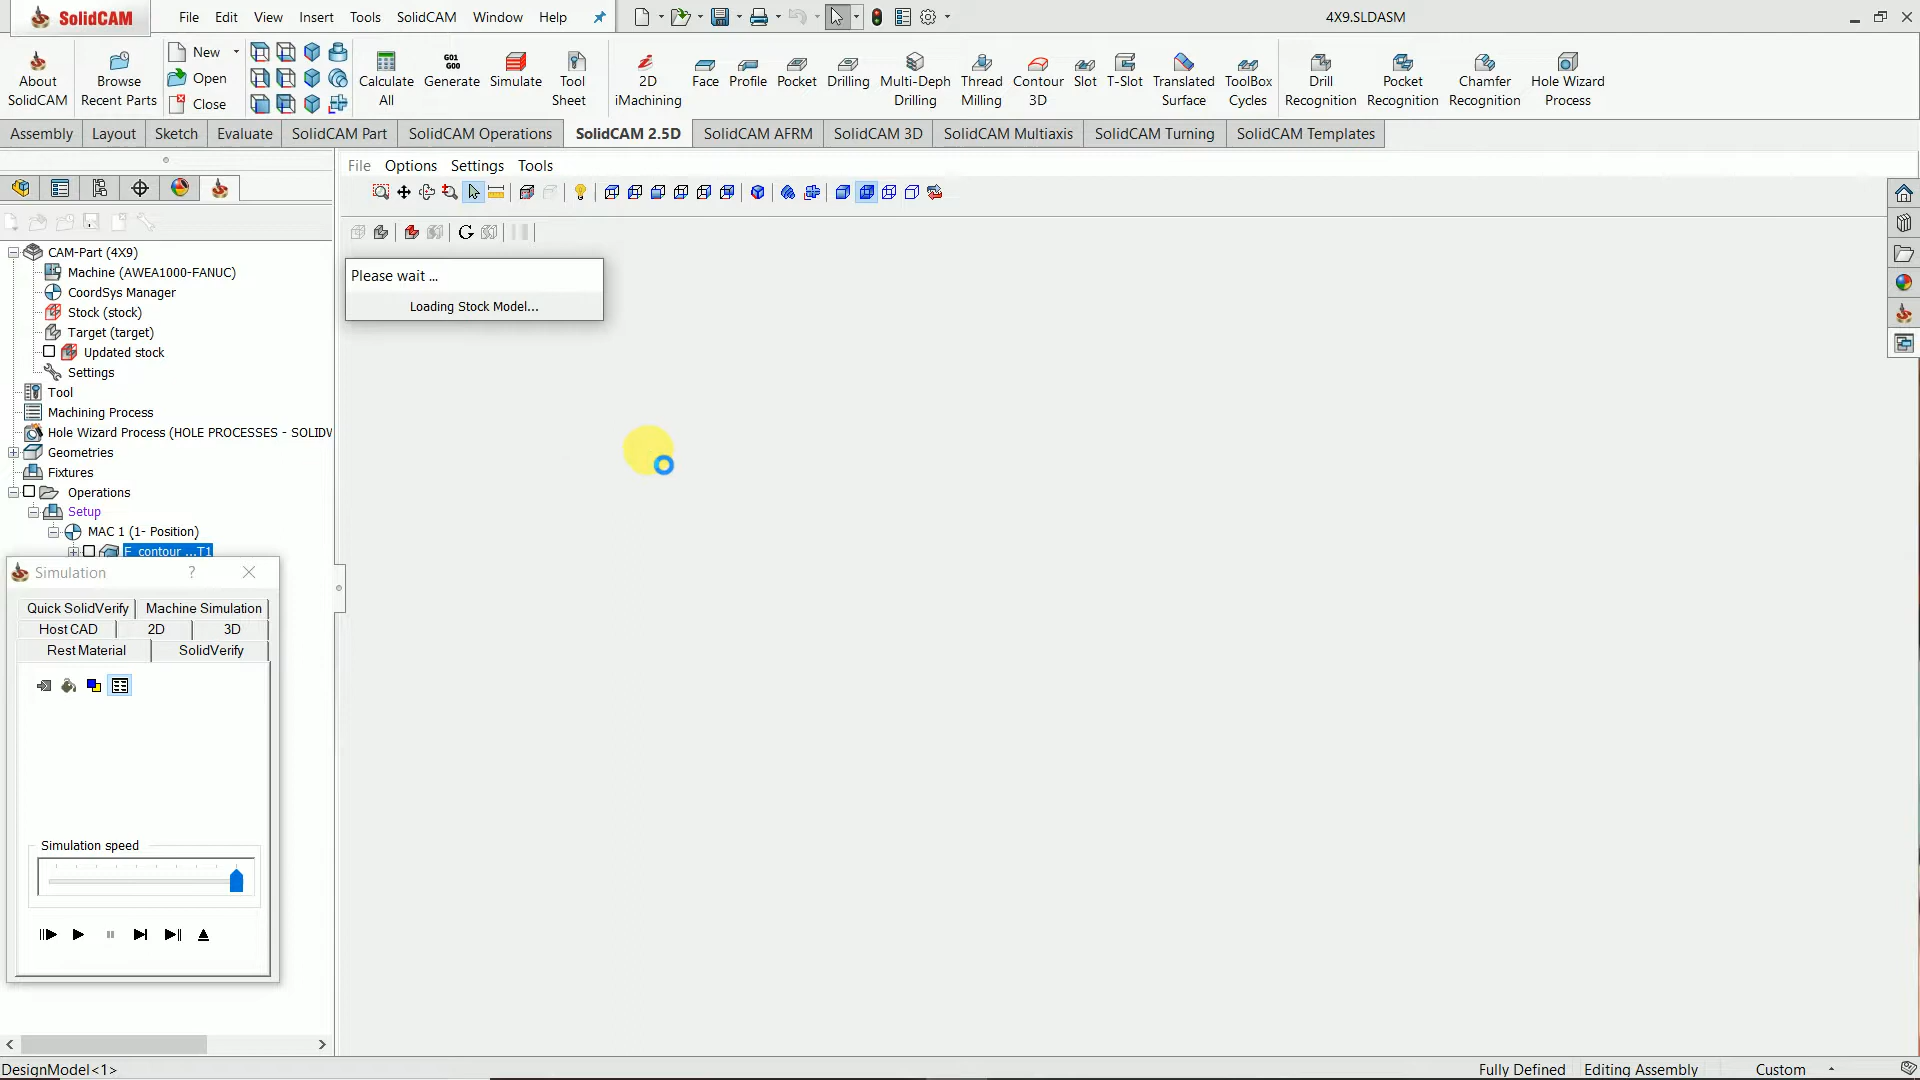 SolidCAM File Edit View Insert Tools SolidCAM Window Help 4X9.SLDASM
About SolidCAM
Browse Recent Parts
New
Open
Close
Calculate All
G01 G00
Generate
Simulate
Tool Sheet
2D iMachining
Face
Profile
Pocket
Drilling
Multi-Deph Drilling
Thread Milling
Contour 3D
Slot
T-Slot
Translated Surface
ToolBox Cycles
Drill Recognition
Pocket Recognition
Chamfer Recognition
Hole Wizard Process
Assembly Layout Sketch Evaluate SolidCAM Part SolidCAM Operations SolidCAM 2.5D SolidCAM AFRM SolidCAM 3D SolidCAM Multiaxis SolidCAM Turning SolidCAM Templates
File Options Settings Tools
Please wait ...
Loading Stock Model...
CAM-Part (4X9)
Machine (AWEA1000-FANUC)
CoordSys Manager
Stock (stock)
Target (target)
Updated stock
Settings
Tool
Machining Process
Hole Wizard Process (HOLE PROCESSES - SOLIDW
Geometries
Fixtures
Operations
Setup
MAC 1 (1- Position)
F_contour ...T1
Simulation ?
Quick SolidVerify Machine Simulation
Host CAD 2D 3D
Rest Material SolidVerify
Simulation speed
DesignModel<1> Fully Defined Editing Assembly Custom